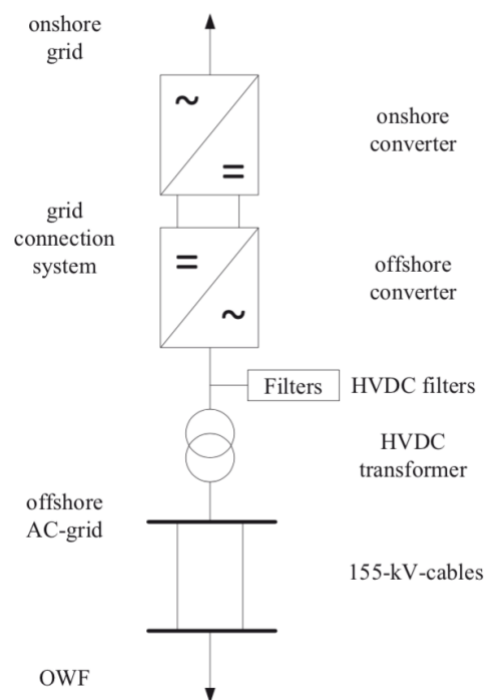 onshore
grid
onshore
converter
grid
connection
system
offshore
converter
Filters
HVDC filters
HVDC
transformer
offshore
AC-grid
155-kV-cables
OWF